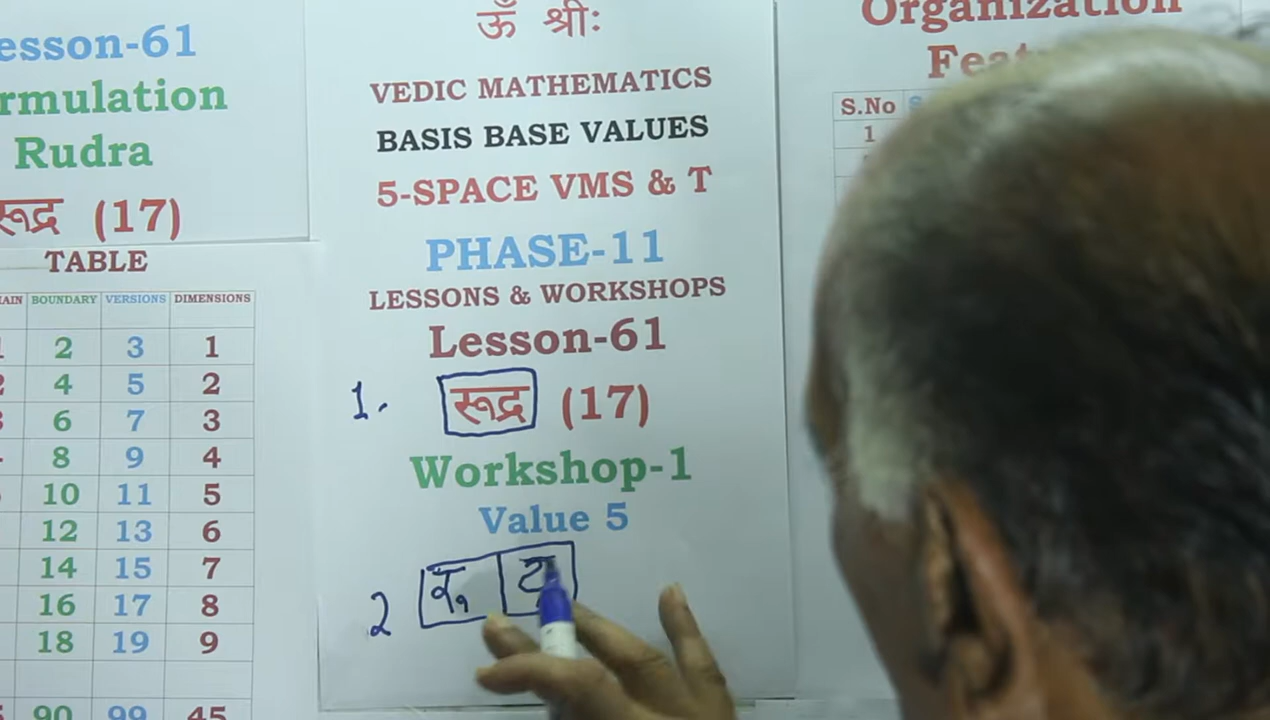 esson-61
rmulation
Rudra
रूद्र (17)
TABLE
AIN BOUNDARY VERSIONS DIMENSIONS
2 3 1
4 5 2
6 7 3
8 9 4
10 11 5
12 13 6
14 15 7
16 17 8
18 19 9
90 99 45
ॐ श्रीः
VEDIC MATHEMATICS
BASIS BASE VALUES
5-SPACE VMS & T
PHASE-11
LESSONS & WORKSHOPS
Lesson-61
1. रूद्र (17)
Workshop-1
Value 5
2
Organization
Feat
S.No
1